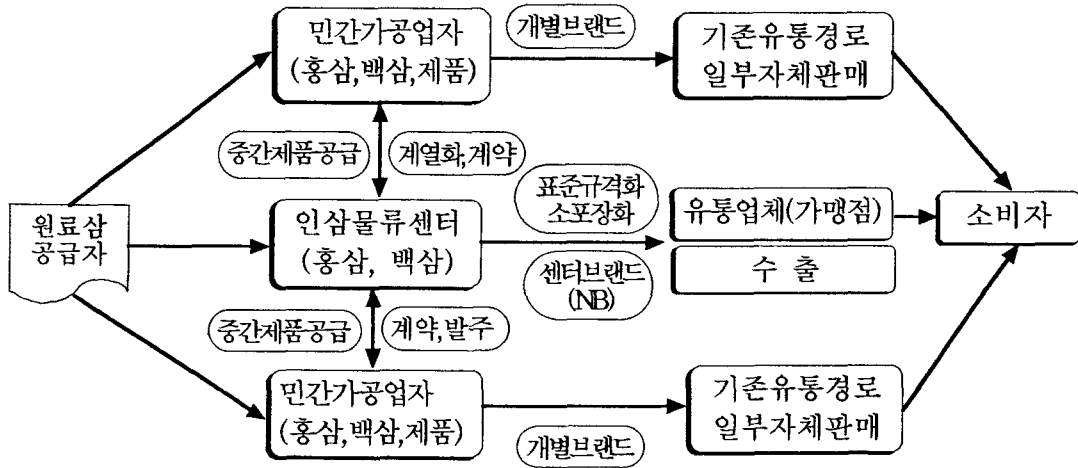 민간가공업자
(홍삼,백삼,제품)
개별브랜드
기존유통경로
일부자체판매
중간제품공급
계열화,계약
원료삼
공급자
인삼물류센터
(홍삼, 백삼)
표준규격화
소포장화
센터브랜드
(NB)
유통업체(가맹점)
수 출
소비자
중간제품공급
계약,발주
민간가공업자
(홍삼,백삼,제품)
개별브랜드
기존유통경로
일부자체판매